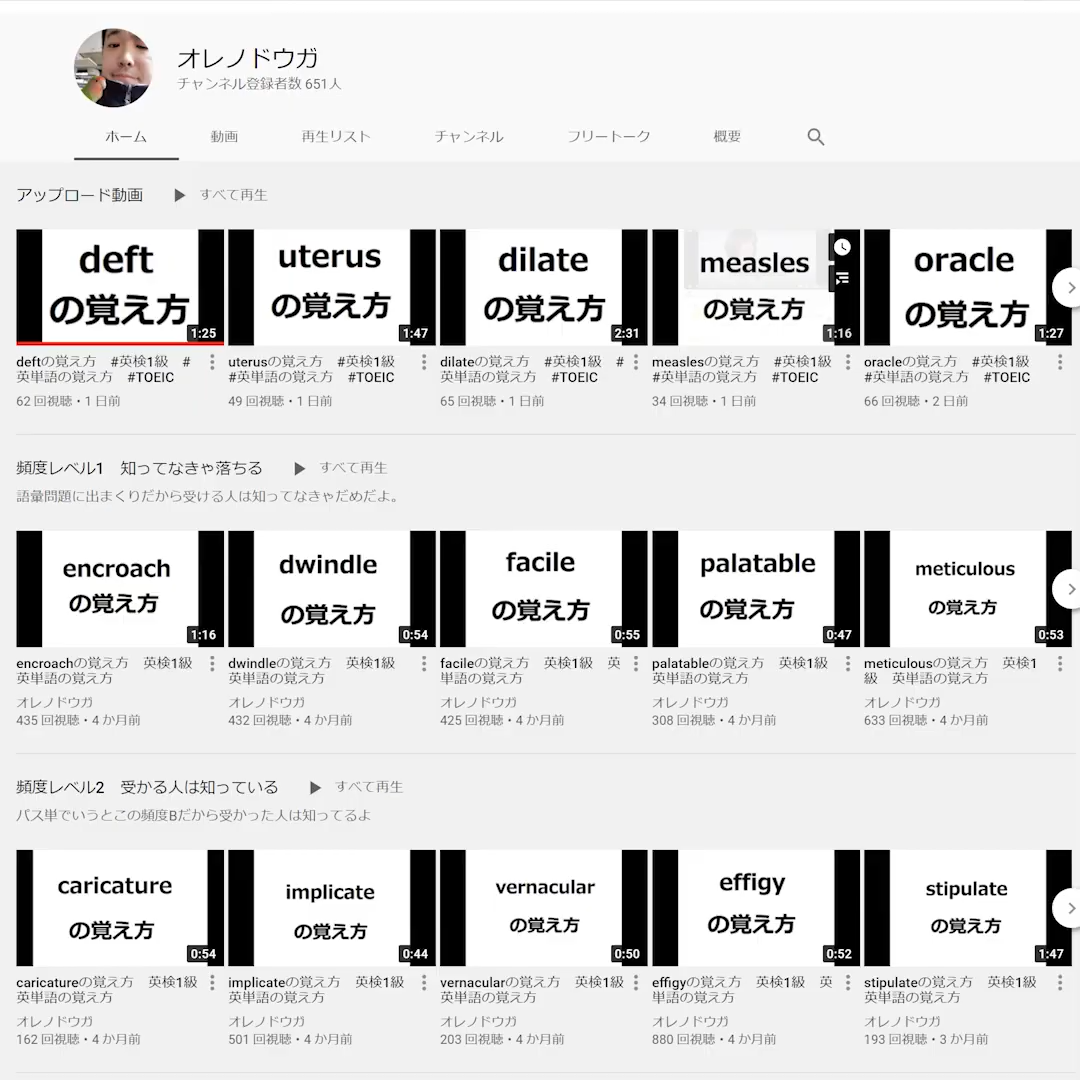 オレノドウガ
チャンネル登録者数 651人
ホーム 動画 再生リスト チャンネル フリートーク 概要
アップロード動画 すべて再生
deft uterus dilate measles oracle
の覚え方 の覚え方 の覚え方 の覚え方 の覚え方
1:25 1:47 2:31 1:16 1:27
deftの覚え方 #英検1級 # uterusの覚え方 #英検1級 dilateの覚え方 #英検1級 # measlesの覚え方 #英検1級 oracleの覚え方 #英検1級
英単語の覚え方 #TOEIC #英単語の覚え方 #TOEIC 英単語の覚え方 #TOEIC #英単語の覚え方 #TOEIC #英単語の覚え方 #TOEIC
62 回視聴・1 日前 49 回視聴・1 日前 65 回視聴・1 日前 34 回視聴・1 日前 66 回視聴・2 日前
頻度レベル1 知ってなきゃ落ちる すべて再生
語彙問題に出まくりだから受ける人は知ってなきゃだめだよ。
encroach dwindle facile palatable meticulous
の覚え方 の覚え方 の覚え方 の覚え方 の覚え方
1:16 0:54 0:55 0:47 0:53
encroachの覚え方 英検1級 dwindleの覚え方 英検1級 facileの覚え方 英検1級 英 palatableの覚え方 英検1級 meticulousの覚え方 英検1
英単語の覚え方 英単語の覚え方 単語の覚え方 英単語の覚え方 級 英単語の覚え方
オレノドウガ オレノドウガ オレノドウガ オレノドウガ オレノドウガ
435 回視聴・4 か月前 432 回視聴・4 か月前 425 回視聴・4 か月前 308 回視聴・4 か月前 633 回視聴・4 か月前
頻度レベル2 受かる人は知っている すべて再生
パス単でいうとこの頻度Bだから受かった人は知ってるよ
caricature implicate vernacular effigy stipulate
の覚え方 の覚え方 の覚え方 の覚え方 の覚え方
0:54 0:44 0:50 0:52 1:47
caricatureの覚え方 英検1級 implicateの覚え方 英検1級 vernacularの覚え方 英検1級 effigyの覚え方 英検1級 英 stipulateの覚え方 英検1級
英単語の覚え方 英単語の覚え方 英単語の覚え方 単語の覚え方 英単語の覚え方
オレノドウガ オレノドウガ オレノドウガ オレノドウガ オレノドウガ
162 回視聴・4 か月前 501 回視聴・4 か月前 203 回視聴・4 か月前 880 回視聴・4 か月前 193 回視聴・3 か月前